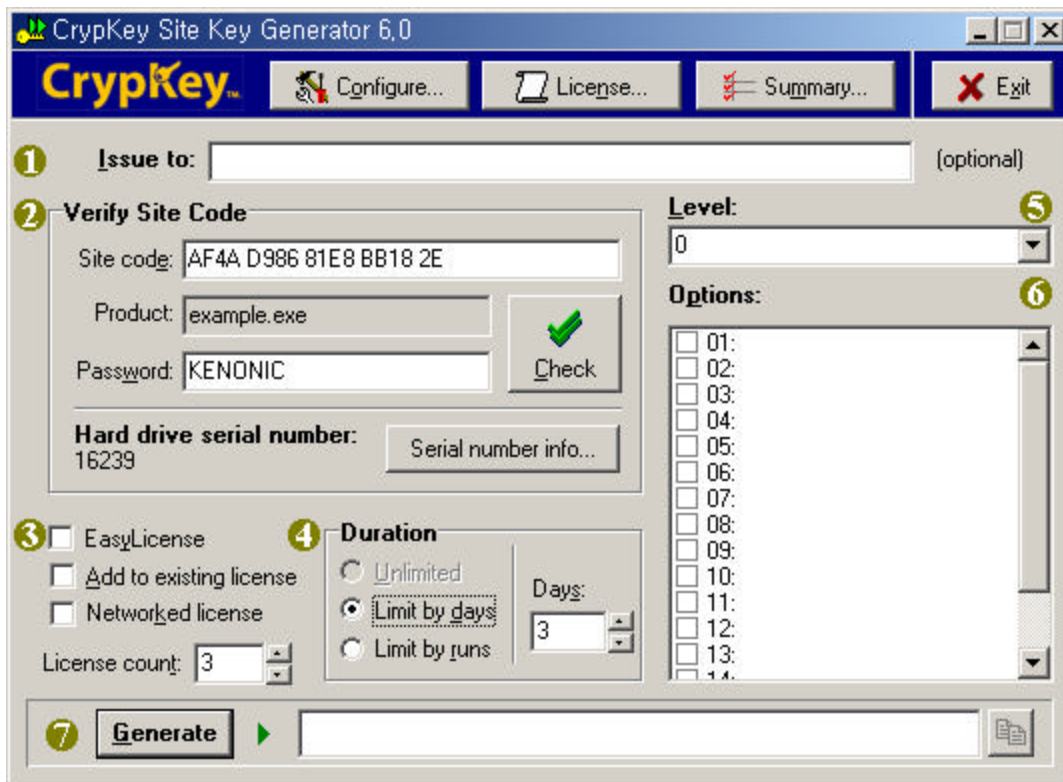 CrypKey Site Key Generator 6,0
CrypKey™
Configure...
License...
Summary...
Exit
1
Issue to:
(optional)
2
Verify Site Code
Site code:
AF4A D986 81E8 BB18 2E
Product:
example.exe
Password:
KENONIC
Check
Hard drive serial number:
16239
Serial number info...
Level:
5
0
Options:
6
01:
02:
03:
04:
05:
06:
07:
08:
09:
10:
11:
12:
13:
14:
3
EasyLicense
Add to existing license
Networked license
License count:
3
4
Duration
Unlimited
Limit by days
Limit by runs
Days:
3
7
Generate